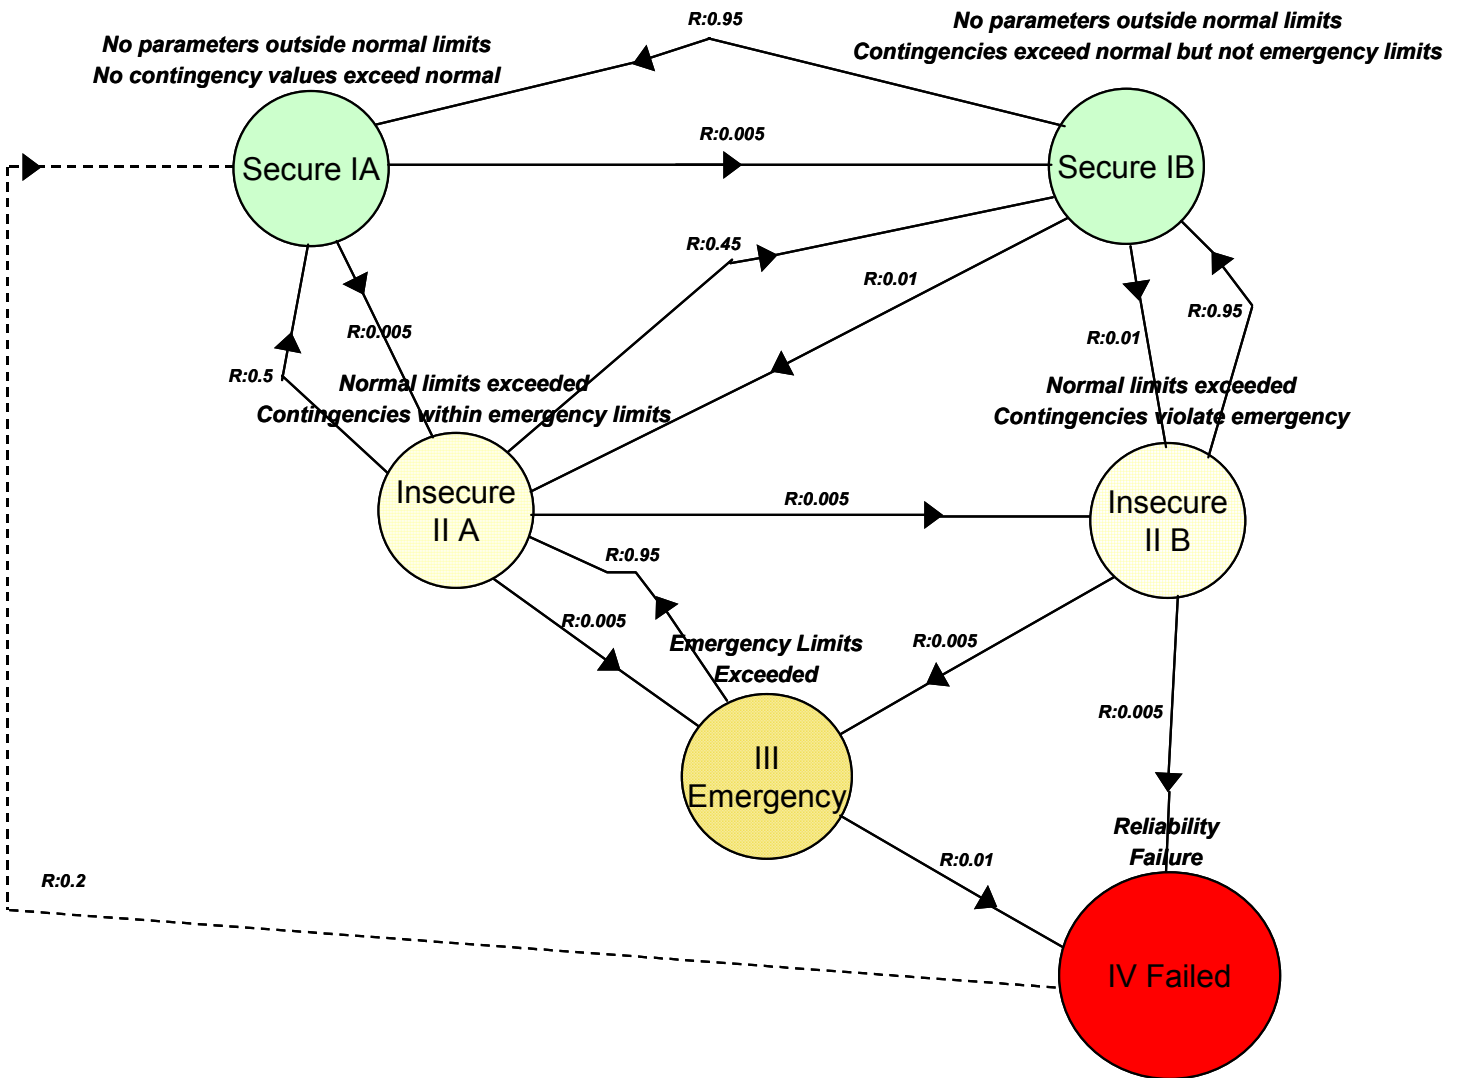 R:0.95
No parameters outside normal limits
Contingencies exceed normal but not emergency limits
No parameters outside normal limits
No contingency values exceed normal
R:0.005
Secure IA
Secure IB
R:0.45
R:0.01
R:0.005
R:0.95
R:0.01
R:0.5
Normal limits exceeded
Contingencies within emergency limits
Normal limits exceeded
Contingencies violate emergency
Insecure
II A
R:0.005
Insecure
II B
R:0.95
R:0.005
Emergency Limits
Exceeded
R:0.005
R:0.005
III
Emergency
Reliability
Failure
R:0.01
R:0.2
IV Failed